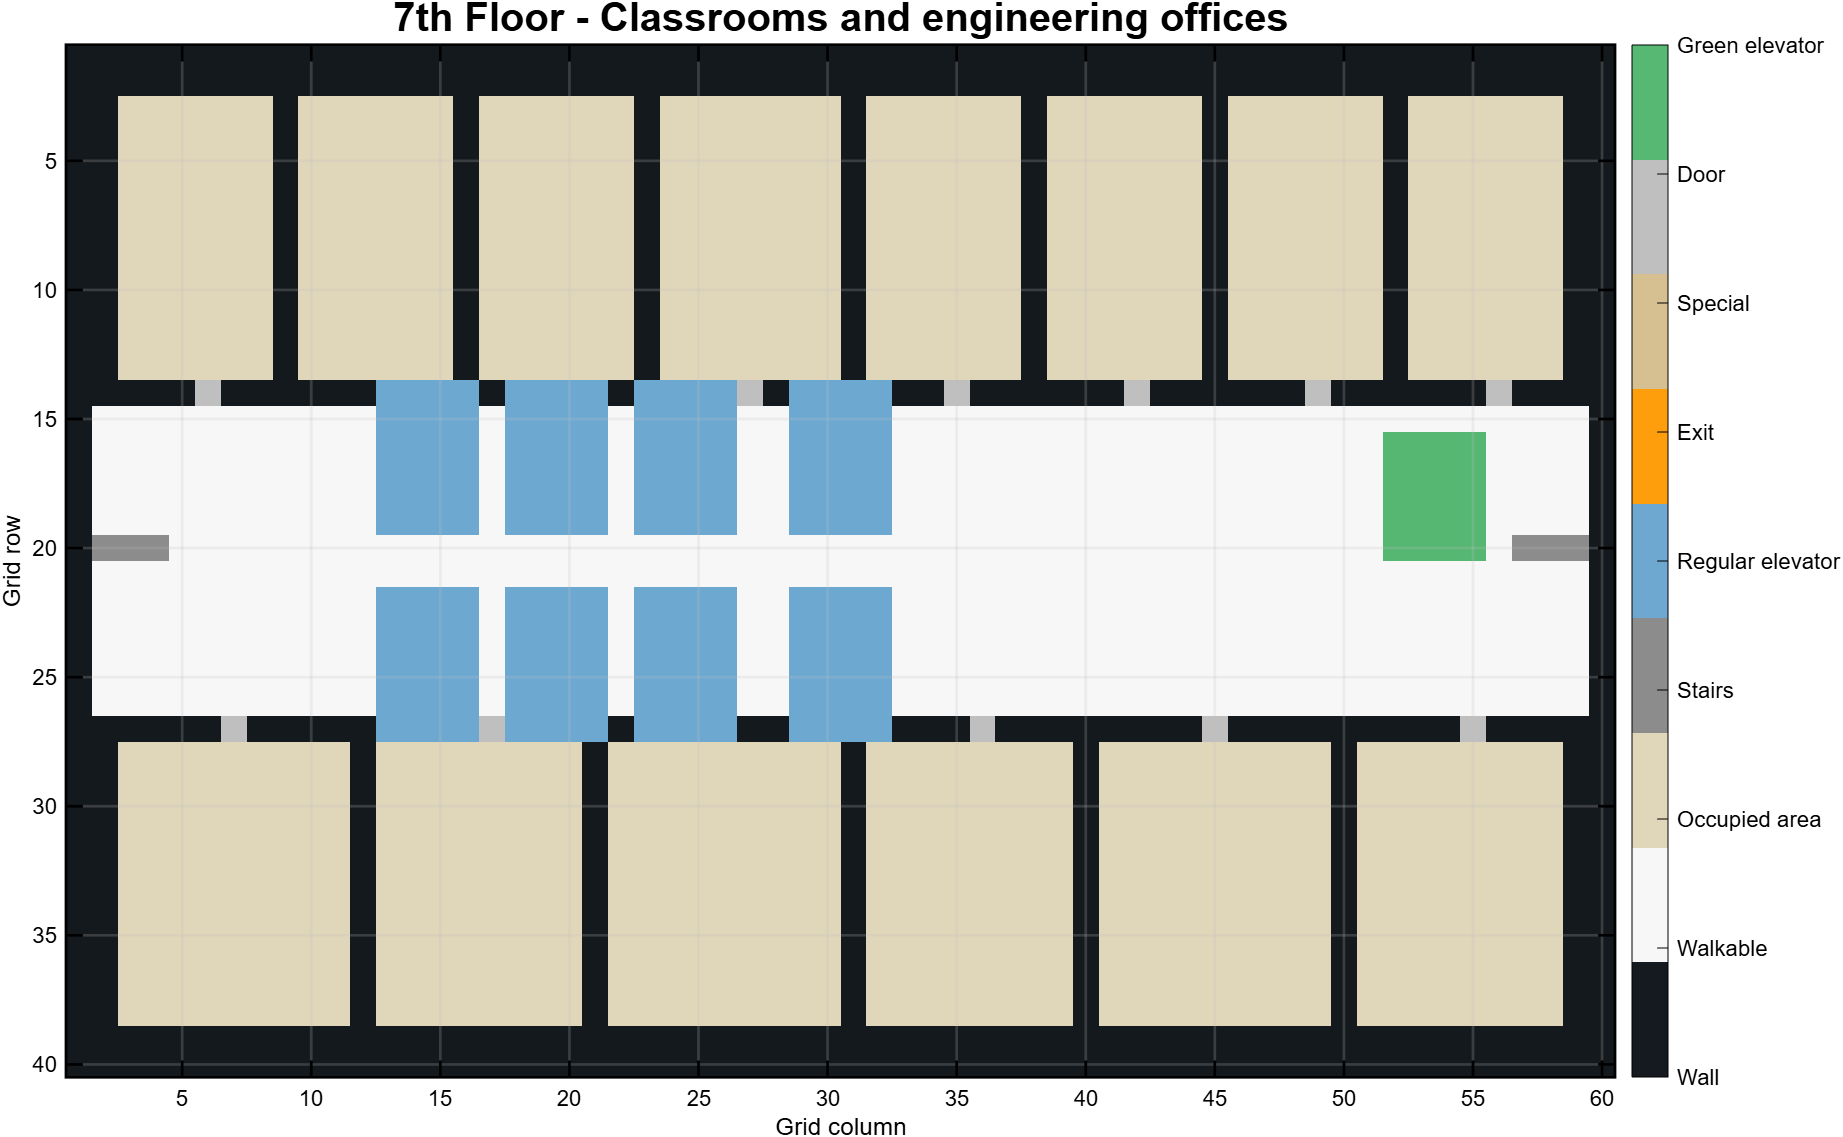 7th Floor - Classrooms and engineering offices
Green elevator
Door
Special
Exit
Regular elevator
Stairs
Occupied area
Walkable
Wall
5
10
15
20
25
30
35
40
Grid row
5 10 15 20 25 30 35 40 45 50 55 60
Grid column